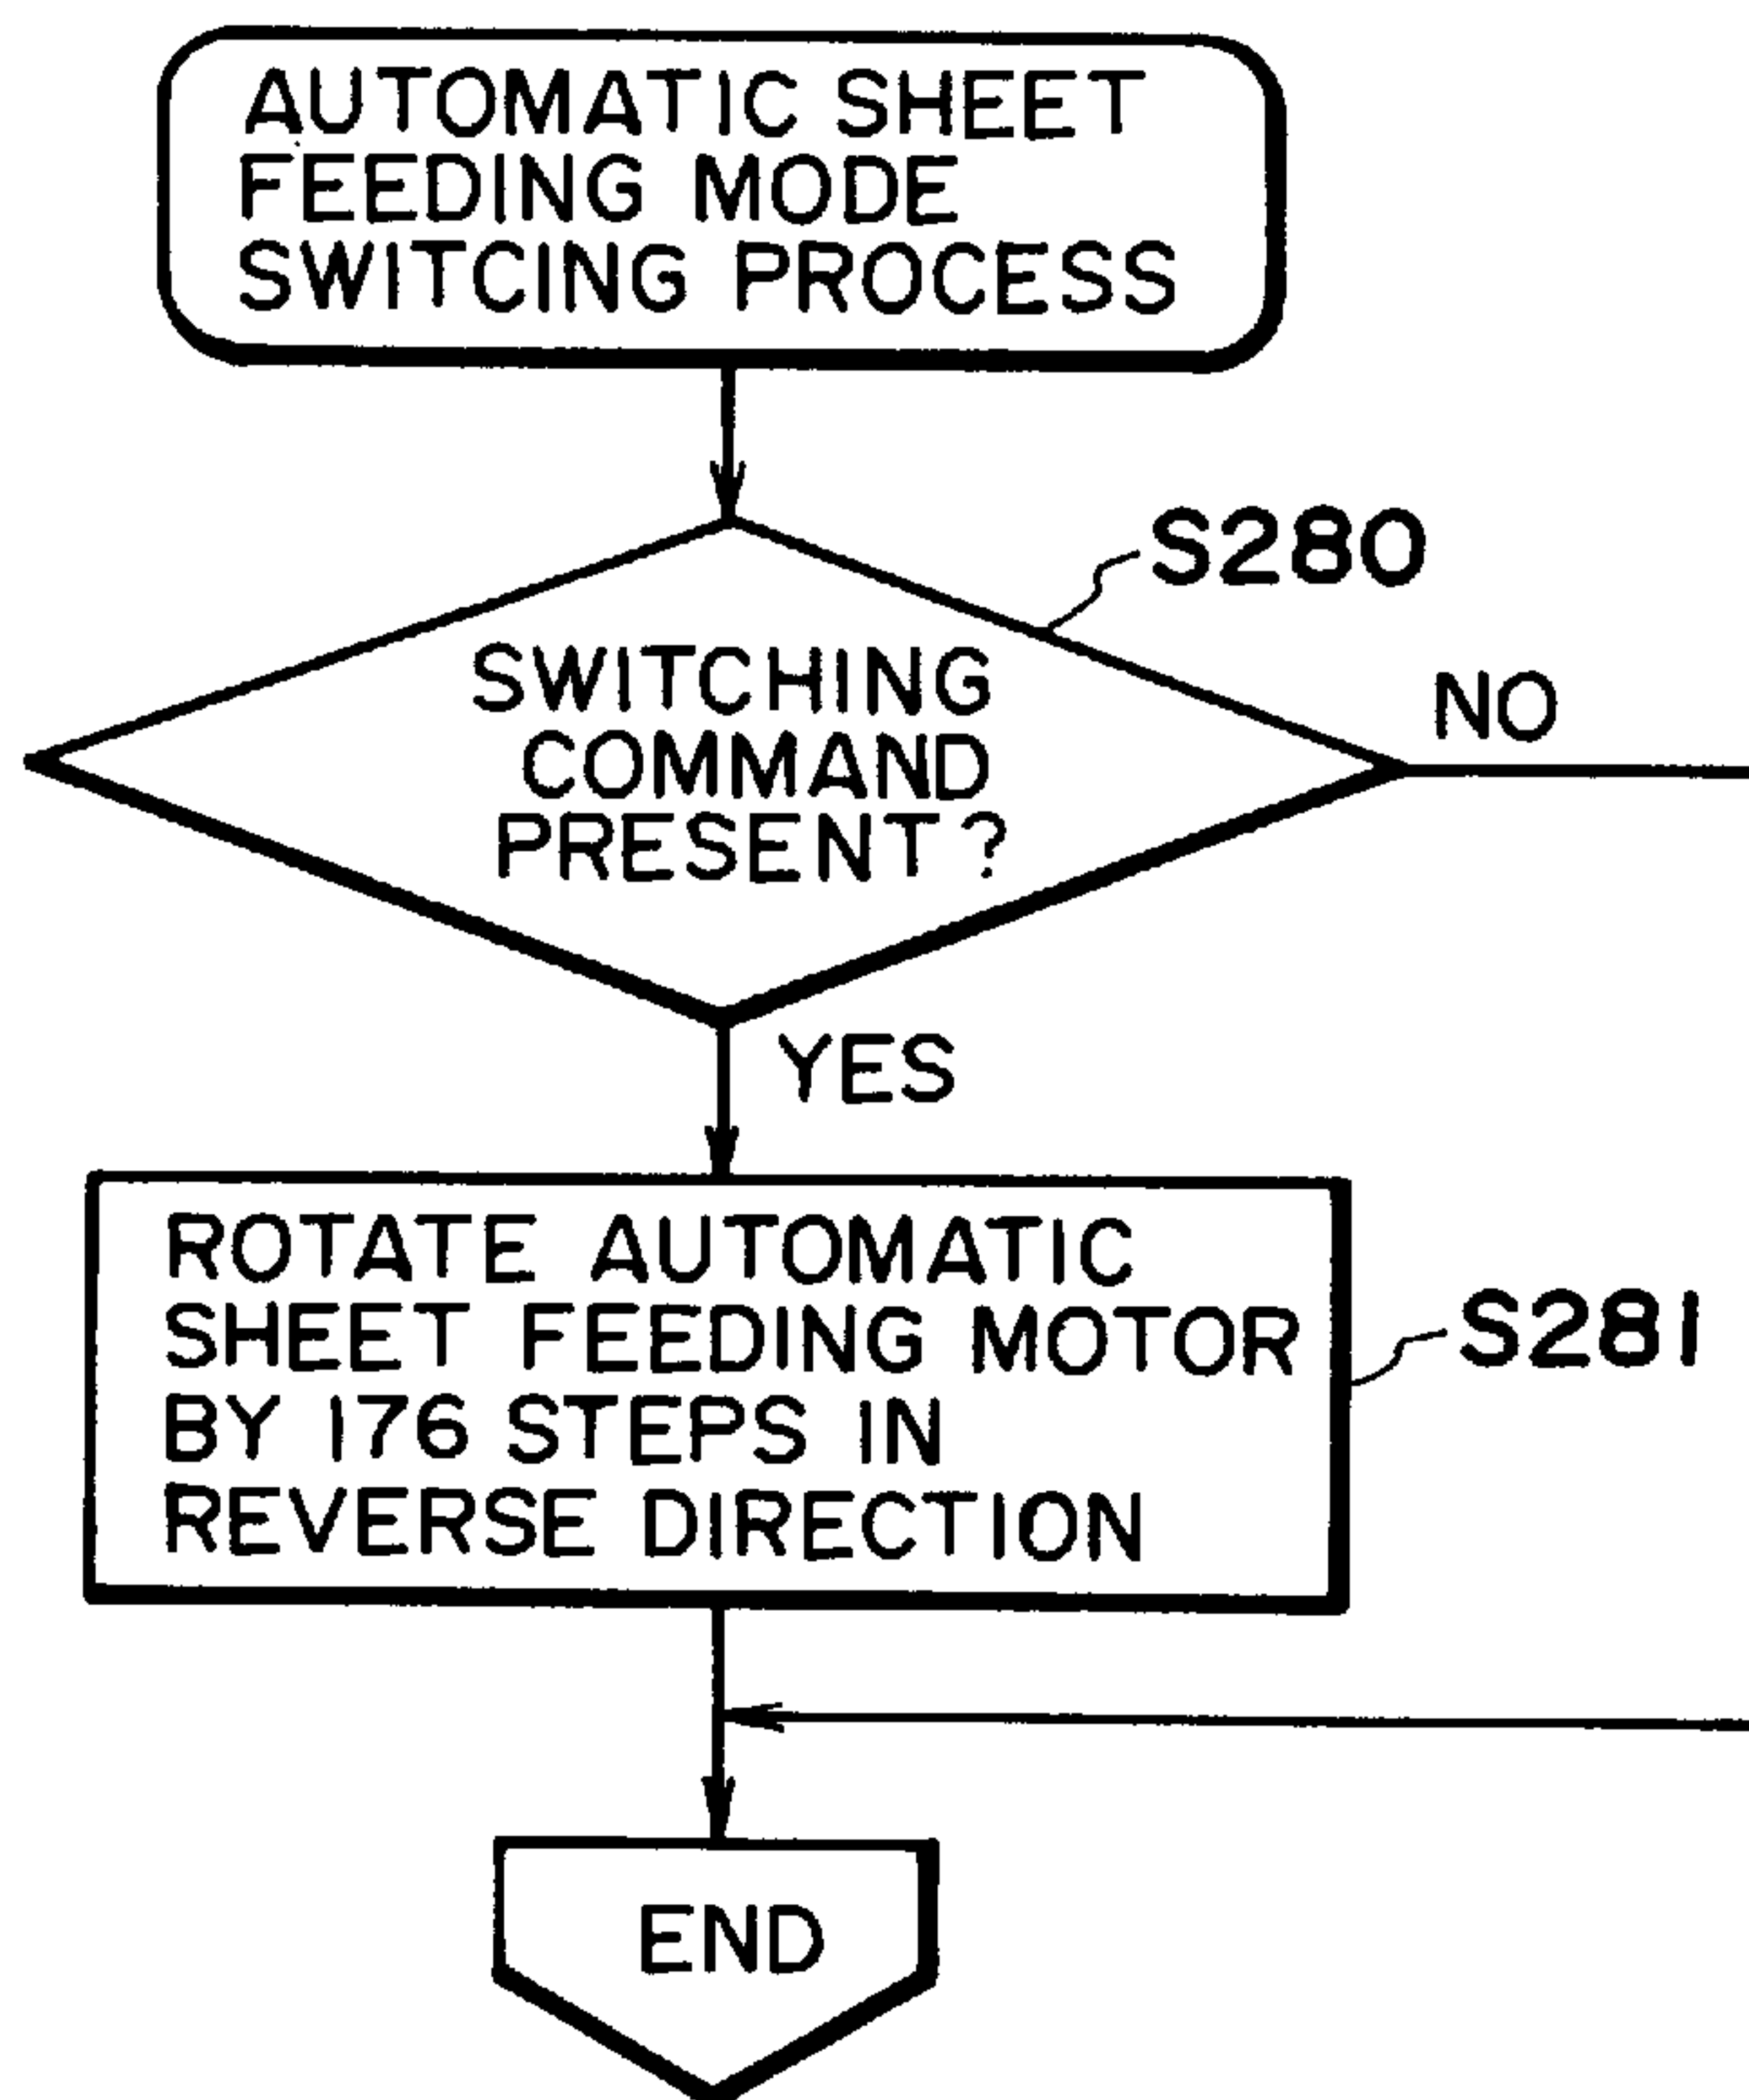 AUTOMATIC SHEET
FEEDING MODE
SWITCING PROCESS
S280
SWITCHING
COMMAND
PRESENT?
NO
YES
ROTATE AUTOMATIC
SHEET FEEDING MOTOR
BY 176 STEPS IN
REVERSE DIRECTION
S281
END